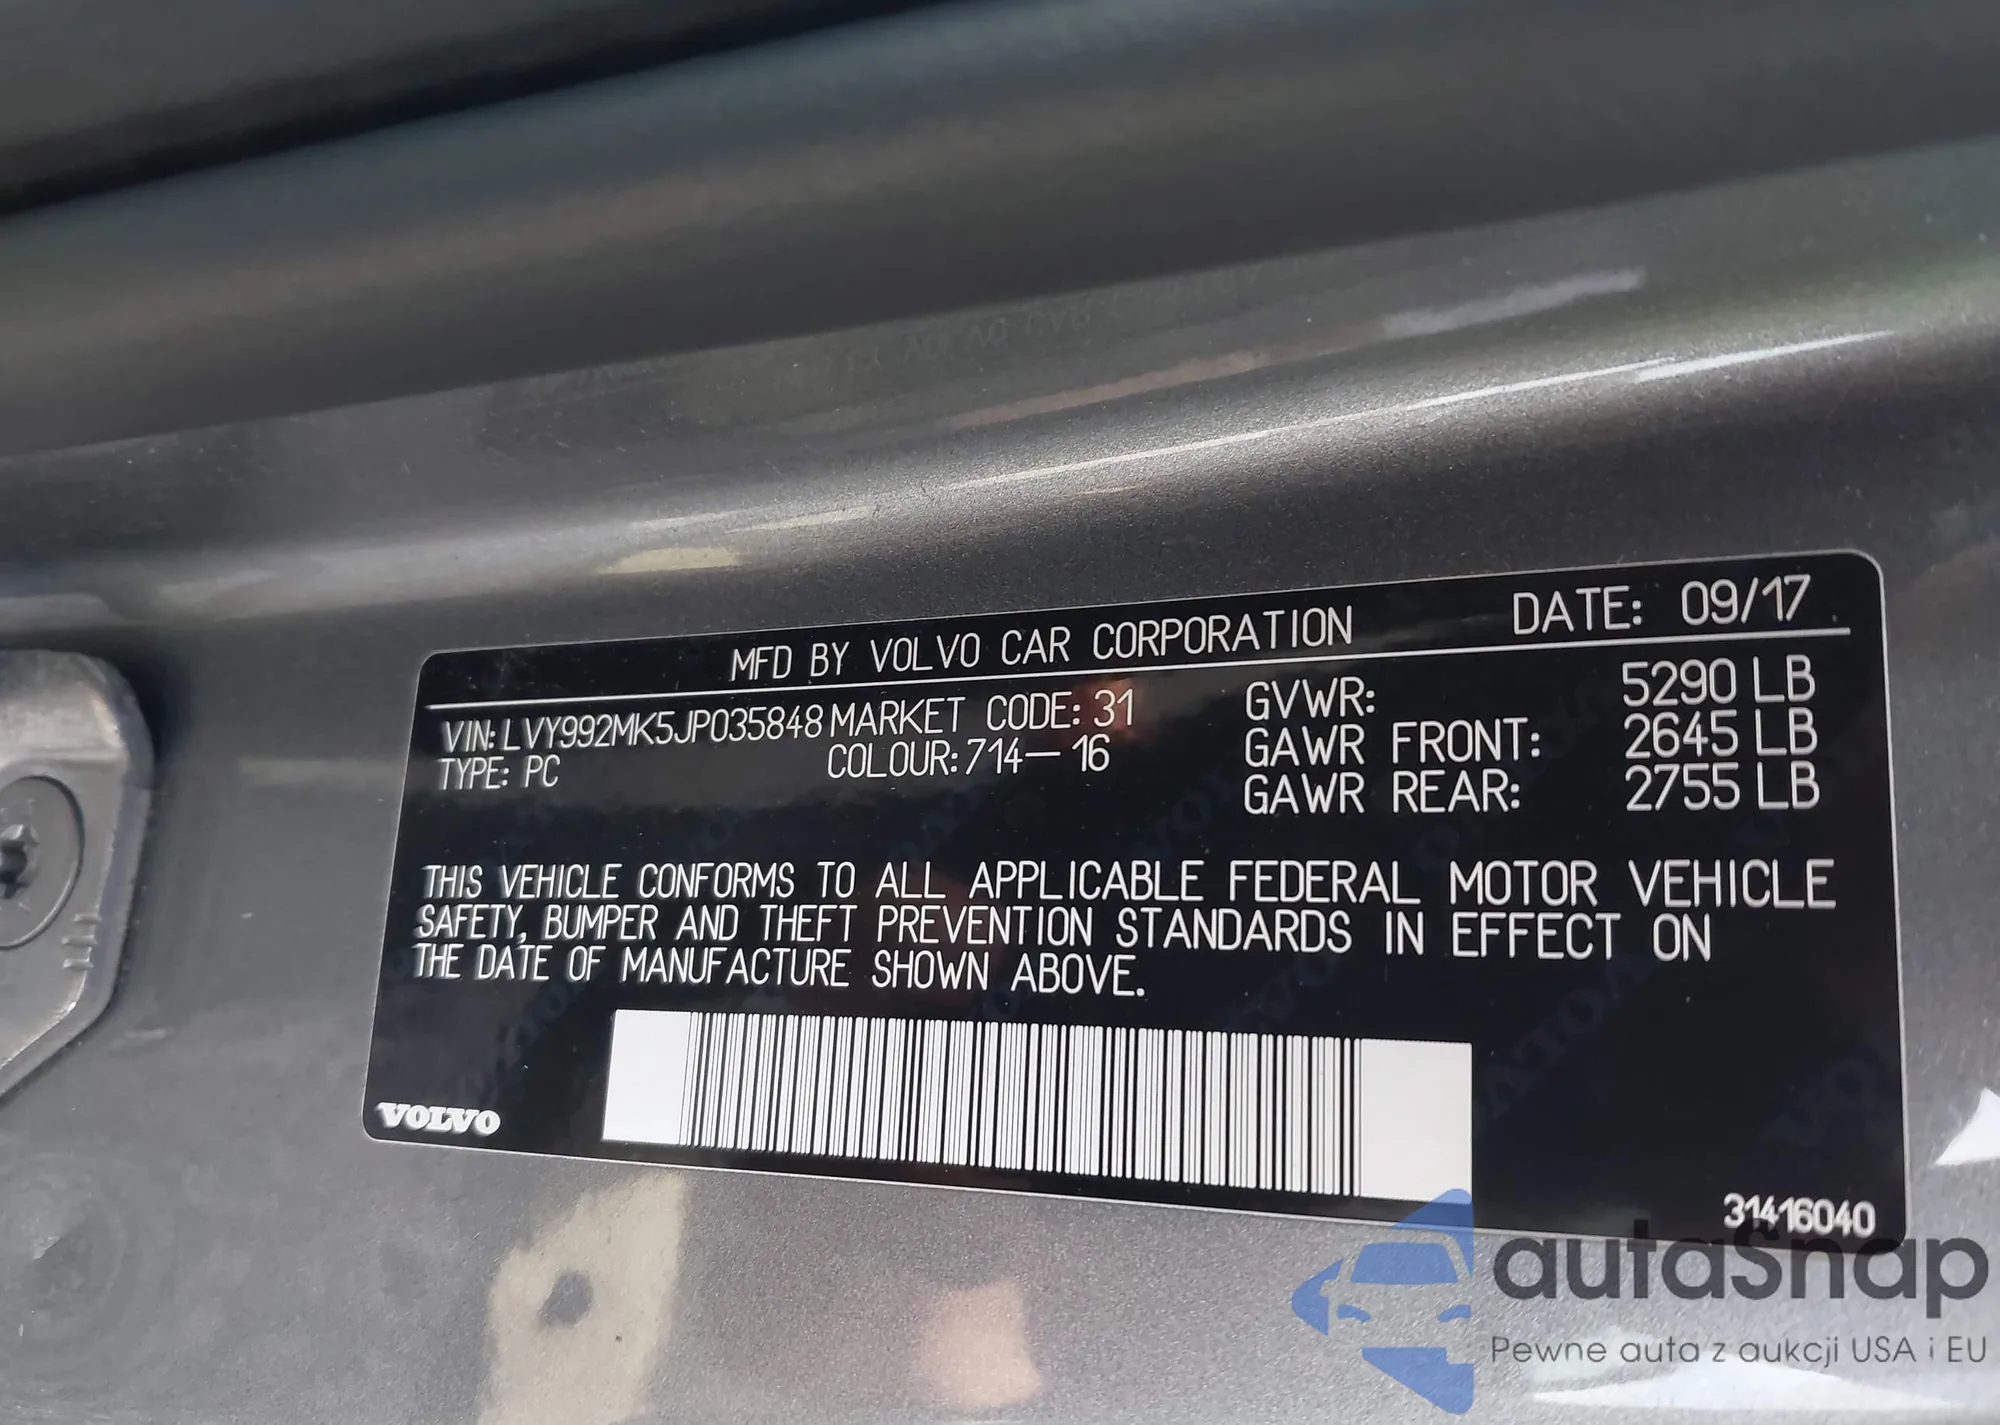 MFD BY VOLVO CAR CORPORATION DATE: 09/17
VIN: LVY992MK5JP035848 MARKET CODE: 31 GVWR: 5290 LB
TYPE: PC COLOUR: 714-16 GAWR FRONT: 2645 LB
GAWR REAR: 2755 LB
THIS VEHICLE CONFORMS TO ALL APPLICABLE FEDERAL MOTOR VEHICLE
SAFETY, BUMPER AND THEFT PREVENTION STANDARDS IN EFFECT ON
THE DATE OF MANUFACTURE SHOWN ABOVE.
VOLVO
31416040
autaSnap
Pewne auta z aukcji USA i EU